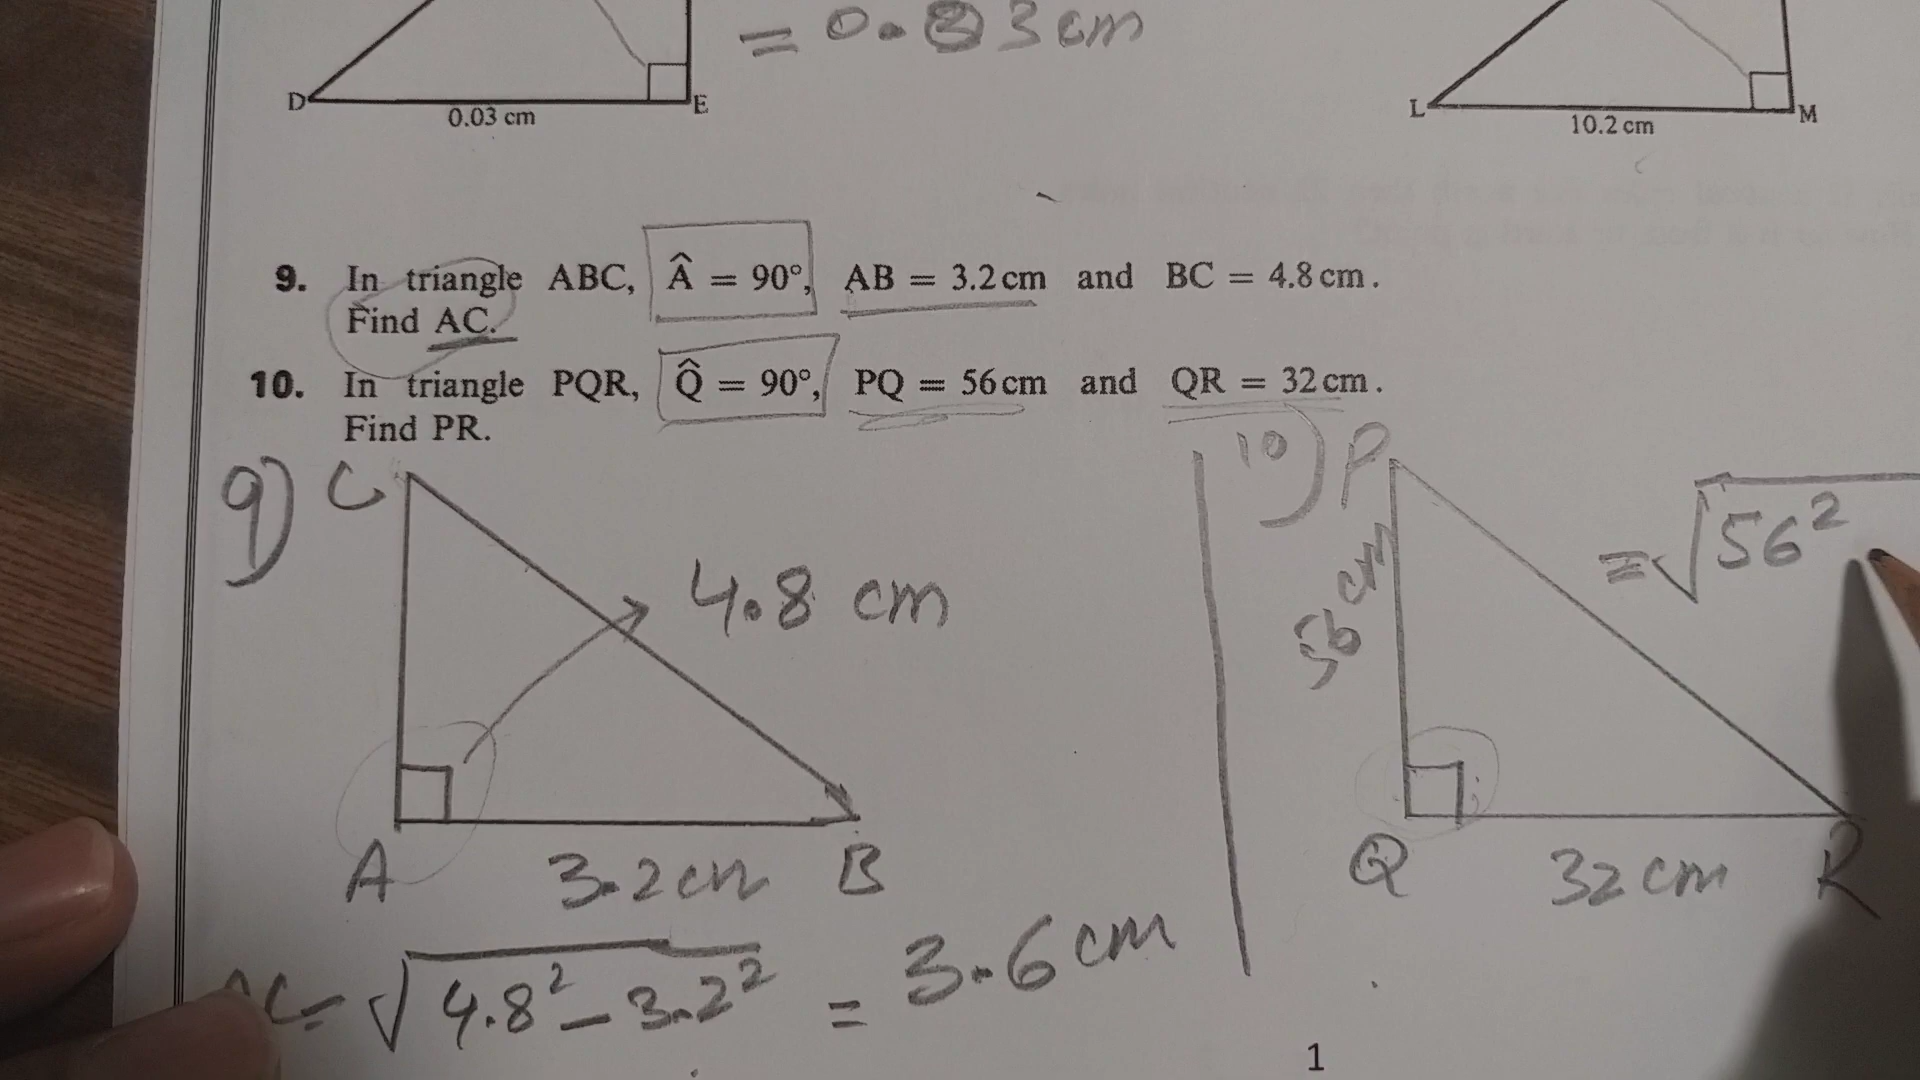 = 0.03 cm
D
E
0.03 cm
L
M
10.2 cm
9. In triangle ABC, Â = 90°, AB = 3.2 cm and BC = 4.8 cm.
Find AC.
10. In triangle PQR, Q̂ = 90°, PQ = 56 cm and QR = 32 cm.
Find PR.
9) C
4.8 cm
A 3.2 cm B
AC = √4.8² - 3.2² = 3.6 cm
10) P
56 cm
= √56²
Q 32 cm R
1